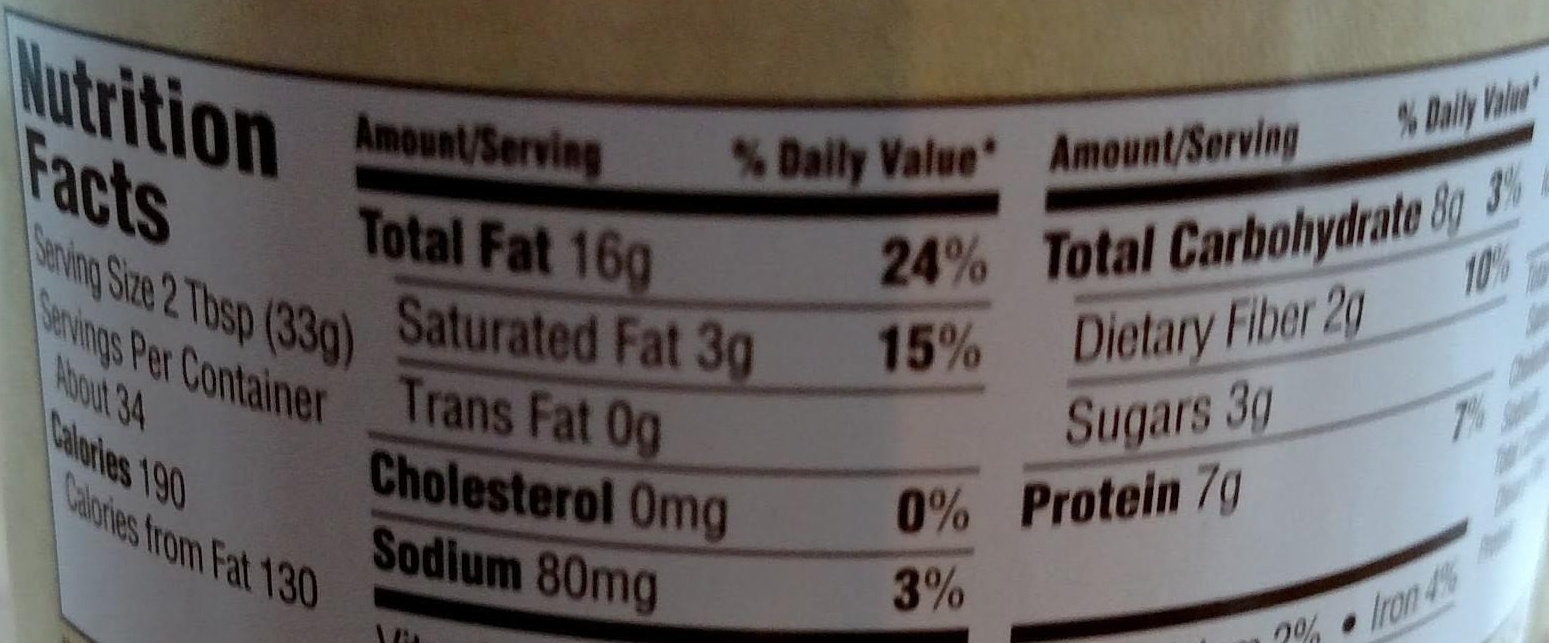 Nutrition
Facts
Serving Size 2 Tbsp (33g)
Servings Per Container
About 34
Calories 190
Calories from Fat 130
Amount/Serving % Daily Value*
Total Fat 16g 24%
Saturated Fat 3g 15%
Trans Fat 0g
Cholesterol 0mg 0%
Sodium 80mg 3%
Amount/Serving % Daily Value*
Total Carbohydrate 8g 3%
Dietary Fiber 2g 10%
Sugars 3g
Protein 7g 7%
2% • Iron 4%